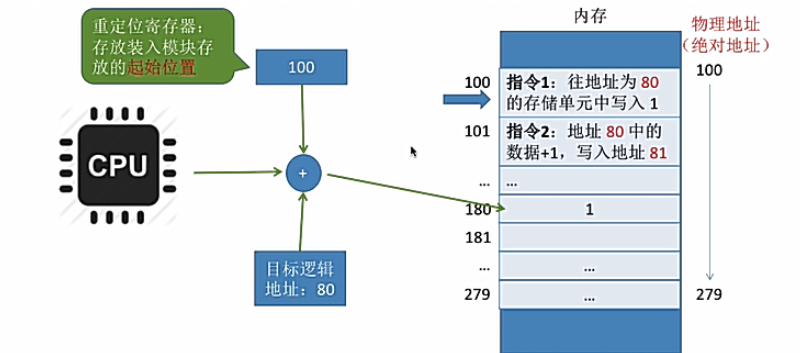 重定位寄存器：
存放装入模块存
放的起始位置
100
CPU
+
目标逻辑
地址：80
内存
物理地址
（绝对地址）
100
指令1：往地址为 80
的存储单元中写入 1
100
101
指令2：地址 80 中的
数据+1，写入地址 81
...
...
180
1
181
...
...
279
...
279